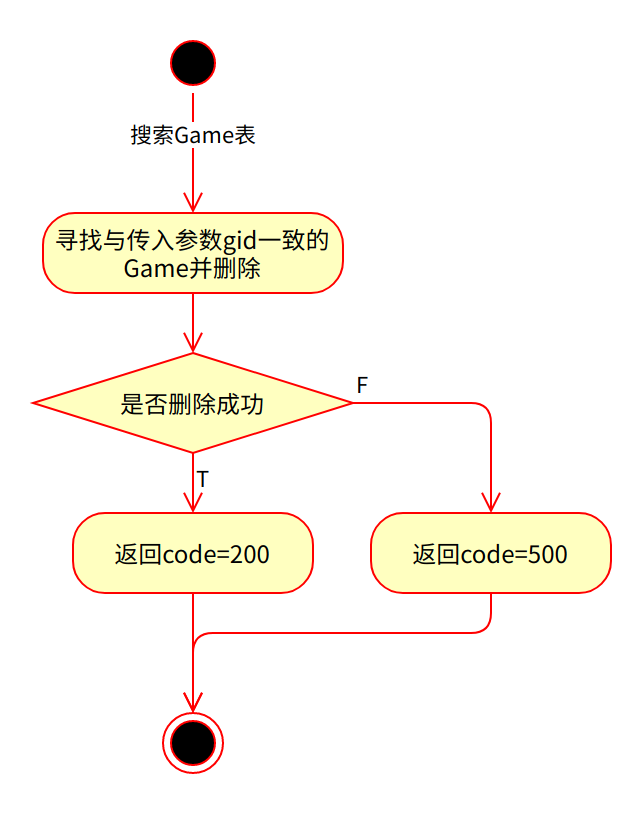 搜索Game表
寻找与传入参数gid一致的
Game并删除
是否删除成功
F
T
返回code=200
返回code=500